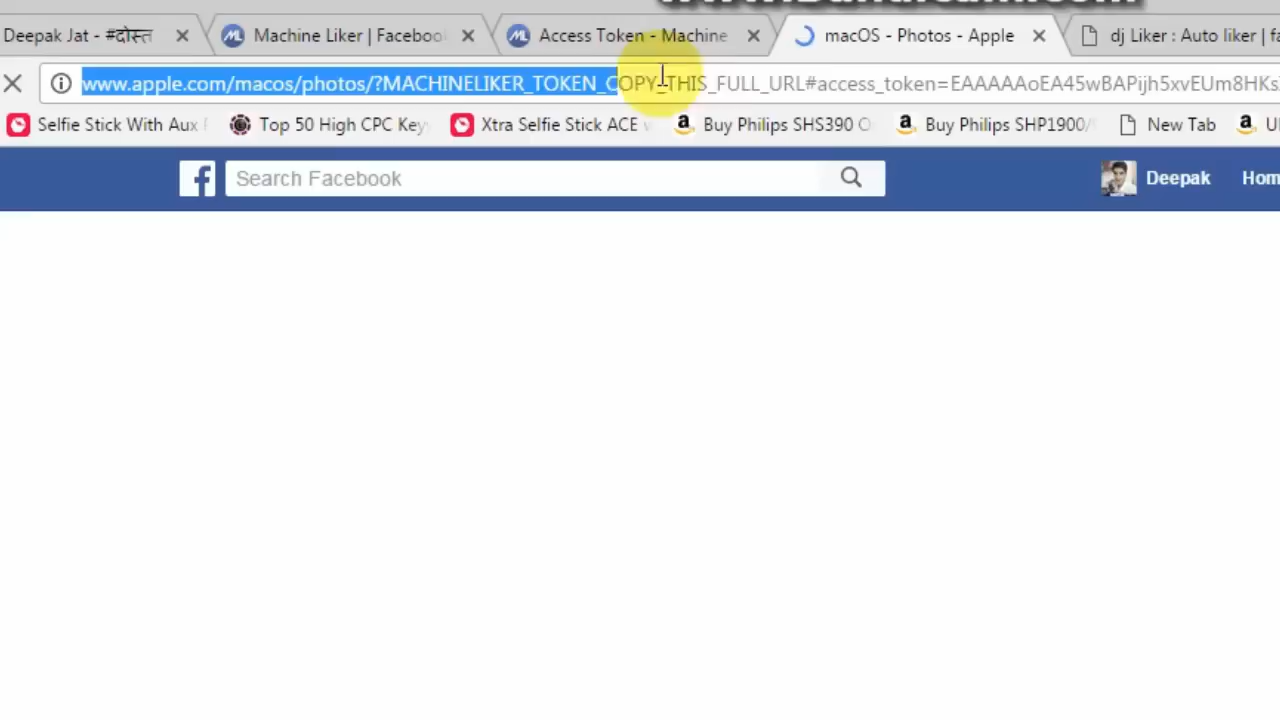 Deepak Jat - #दोस्त
Machine Liker | Faceboo
Access Token - Machine
macOS - Photos - Apple
dj Liker : Auto liker | fa
www.apple.com/macos/photos/?MACHINELIKER_TOKEN_COPY_THIS_FULL_URL#access_token=EAAAAAoEA45wBAPijh5xvEUm8HKs
Selfie Stick With Aux
Top 50 High CPC Key
Xtra Selfie Stick ACE
Buy Philips SHS390
Buy Philips SHP1900/
New Tab
Search Facebook
Deepak
Hom